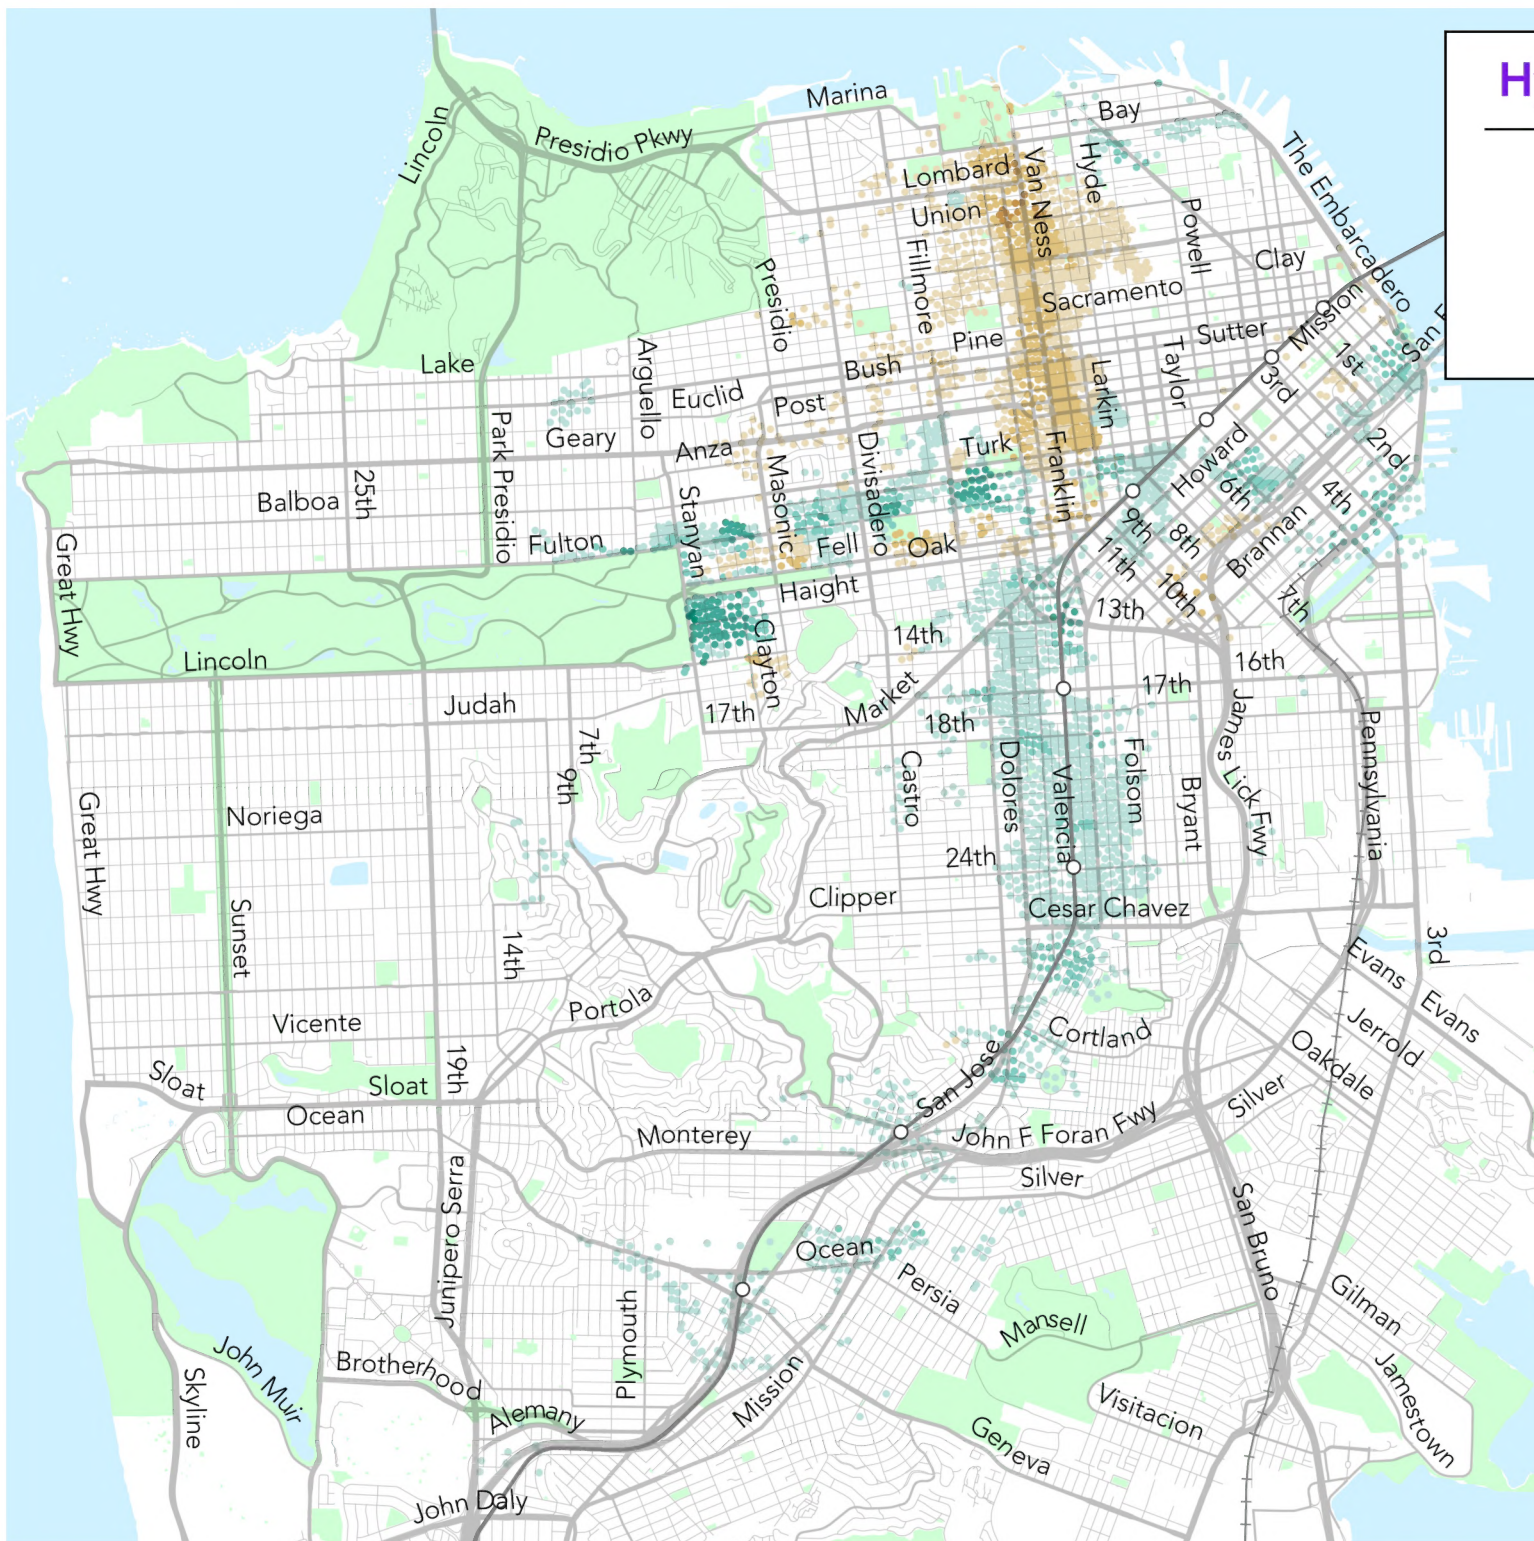 H
Marina
Bay
Lincoln
Presidio Pkwy
The Embarcadero
Lombard
Van Ness
Hyde
Union
Powell
Fillmore
Clay
Presidio
Sacramento
Mission
San F
Sutter
Pine
1st
Lake
Arguello
Bush
Larkin
Taylor
3rd
Euclid
Post
Park Presidio
Geary
Anza
Divisadero
Turk
Franklin
Howard
2nd
25th
Balboa
Stanyan
Masonic
6th
4th
Great Hwy
Fulton
Fell
Oak
9th
8th
Brannan
11th
Haight
10th
7th
Clayton
14th
13th
Lincoln
16th
Judah
17th
Market
17th
18th
James Lick Fwy
Pennsylvania
7th
9th
Castro
Dolores
Valencia
Folsom
Bryant
Great Hwy
Noriega
24th
Clipper
Cesar Chavez
Sunset
14th
3rd
Evans
Portola
Evans
Vicente
Cortland
Jerrold
Oakdale
19th
San Jose
Sloat
Sloat
Silver
Ocean
Monterey
John F Foran Fwy
Silver
Junipero Serra
San Bruno
Ocean
Persia
Plymouth
Mansell
Gilman
John Muir
Brotherhood
Mission
Jamestown
Skyline
Alemany
Visitacion
Geneva
John Daly